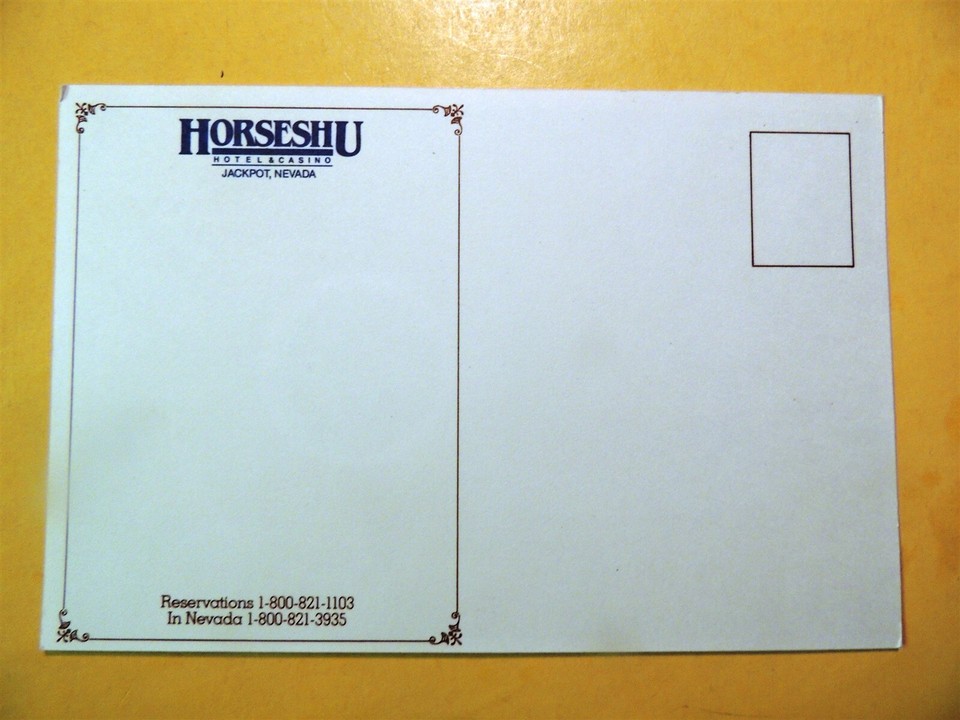 HORSESHU
HOTEL & CASINO
JACKPOT, NEVADA
Reservations 1-800-821-1103
In Nevada 1-800-821-3935